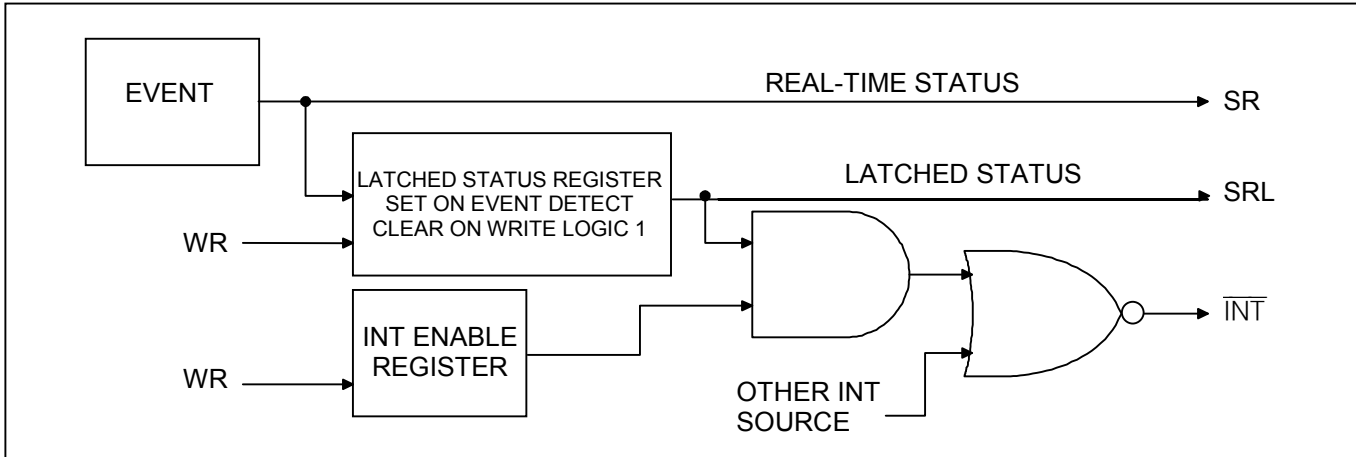 EVENT
REAL-TIME STATUS
SR
LATCHED STATUS REGISTER
SET ON EVENT DETECT
CLEAR ON WRITE LOGIC 1
LATCHED STATUS
SRL
WR
INT ENABLE
REGISTER
WR
OTHER INT
SOURCE
INT